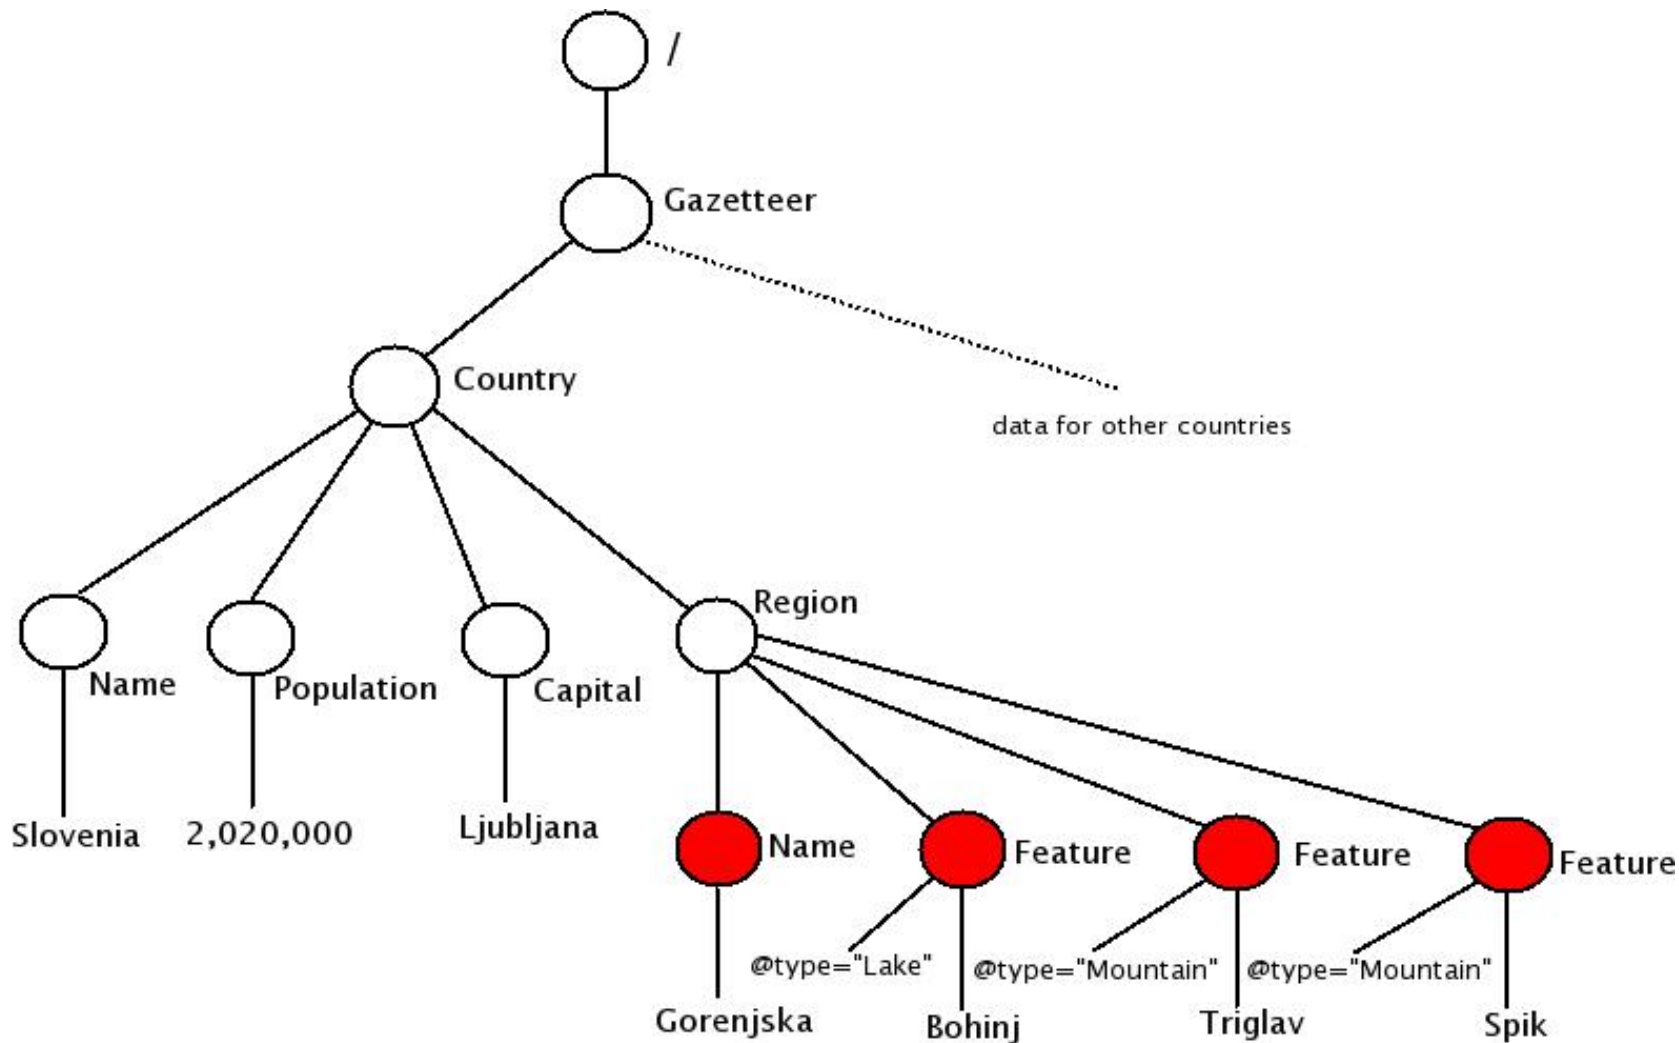 /
Gazetteer
Country
data for other countries
Region
Name
Population
Capital
Slovenia
2,020,000
Ljubljana
Name
Feature
Feature
Feature
@type="Lake"
@type="Mountain"
@type="Mountain"
Gorenjska
Bohinj
Triglav
Spik